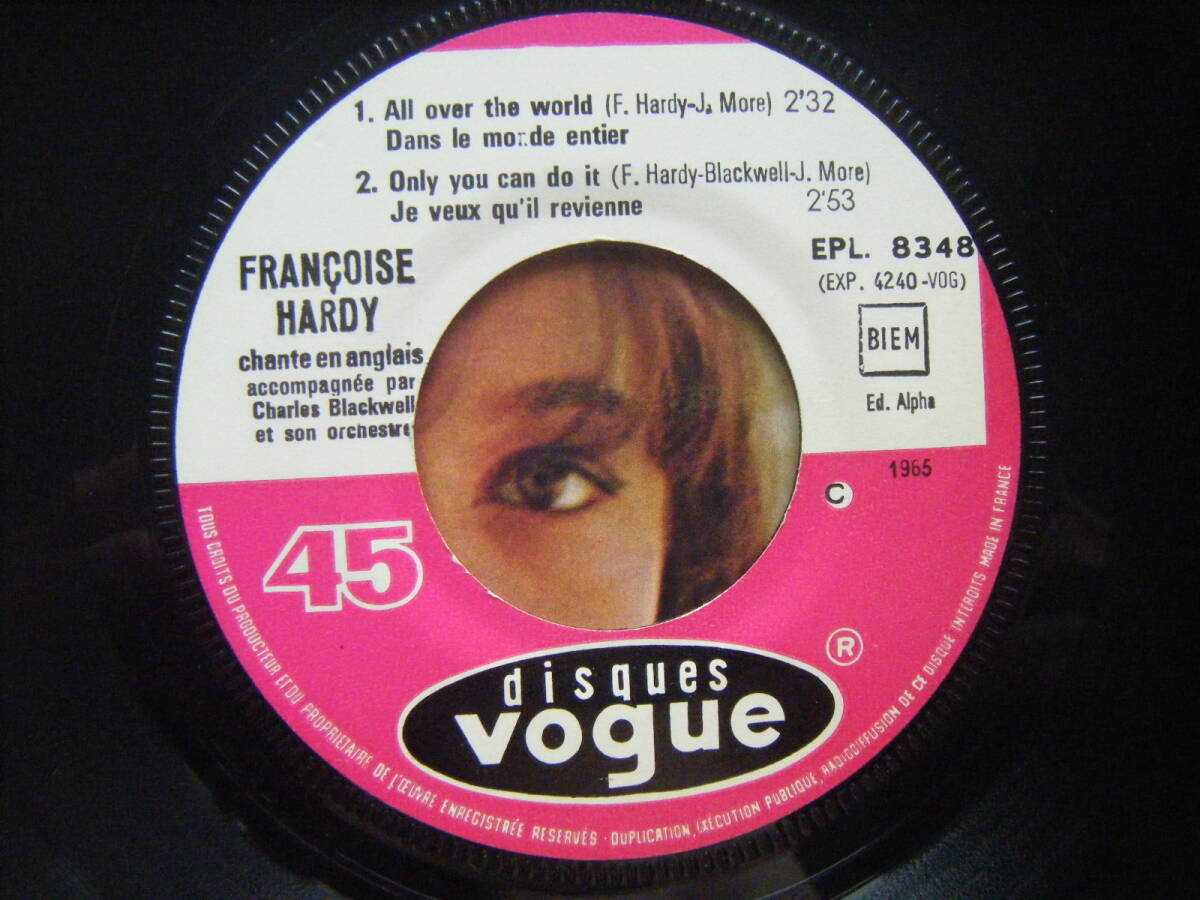 1. All over the world (F. Hardy-J. More) 2'32
Dans le monde entier
2. Only you can do it (F. Hardy-Blackwell-J. More)
Je veux qu'il revienne 2'53
FRANÇOISE
HARDY
chante en anglais
accompagnée par
Charles Blackwell
et son orchestre
EPL. 8348
(EXP. 4240-VOG)
BIEM
Ed. Alpha
1965
C
45
R
disques
vogue
TOUS DROITS DU PRODUCTEUR ET DU PROPRIETAIRE DE L'ŒUVRE ENREGISTRÉE RESERVÉS · DUPLICATION, EXÉCUTION PUBLIQUE, RADIODIFFUSION DE CE DISQUE INTERDITS MADE IN FRANCE